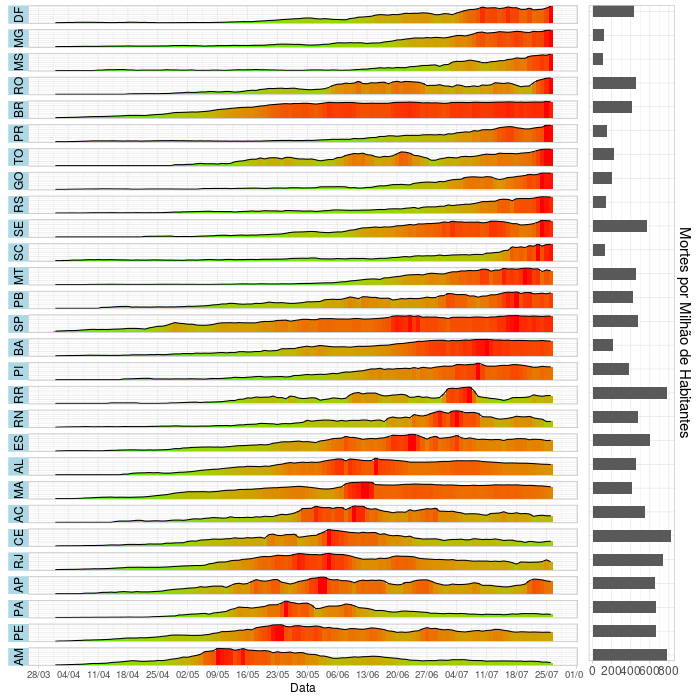 DF
MG
MS
RO
BR
PR
TO
GO
RS
SE
SC
MT
PB
SP
BA
PI
RR
RN
ES
AL
MA
AC
CE
RJ
AP
PA
PE
AM
28/03 04/04 11/04 18/04 25/04 02/05 09/05 16/05 23/05 30/05 06/06 13/06 20/06 27/06 04/07 11/07 18/07 25/07 01/0
Data
0 200 400 600 800
Mortes por Milhão de Habitantes